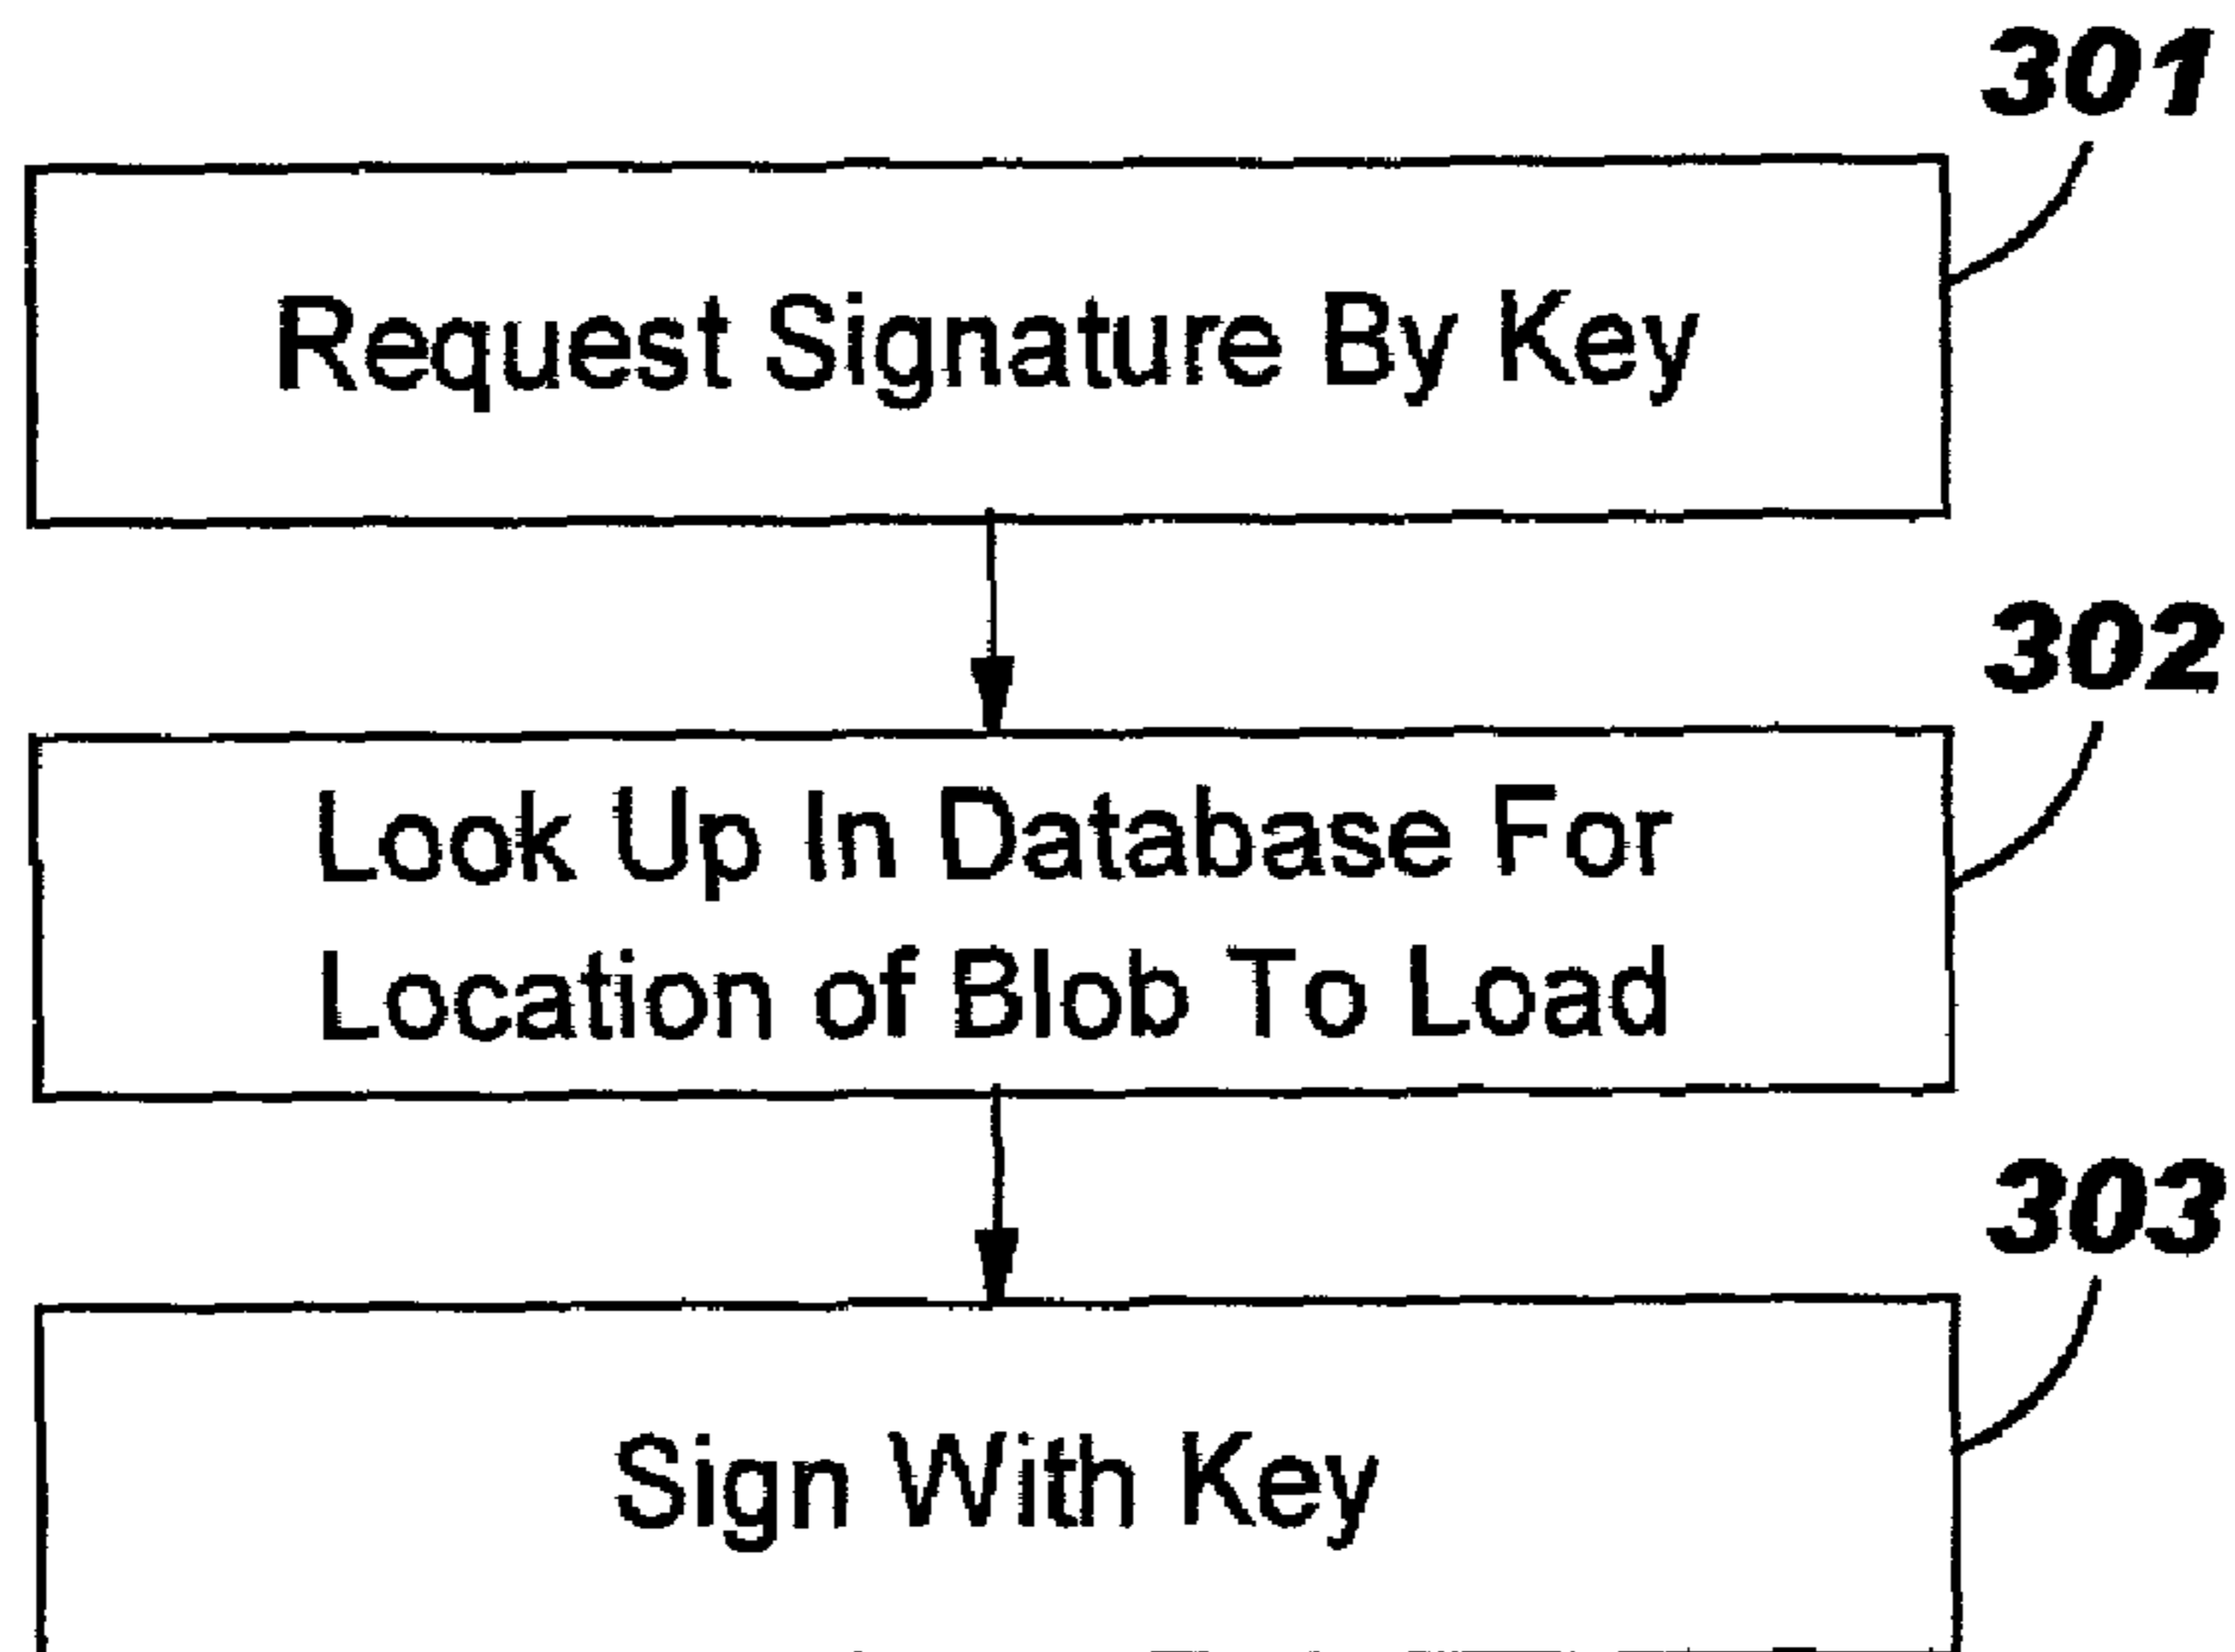 301
Request Signature By Key
302
Look Up In Database For
Location of Blob To Load
303
Sign With Key